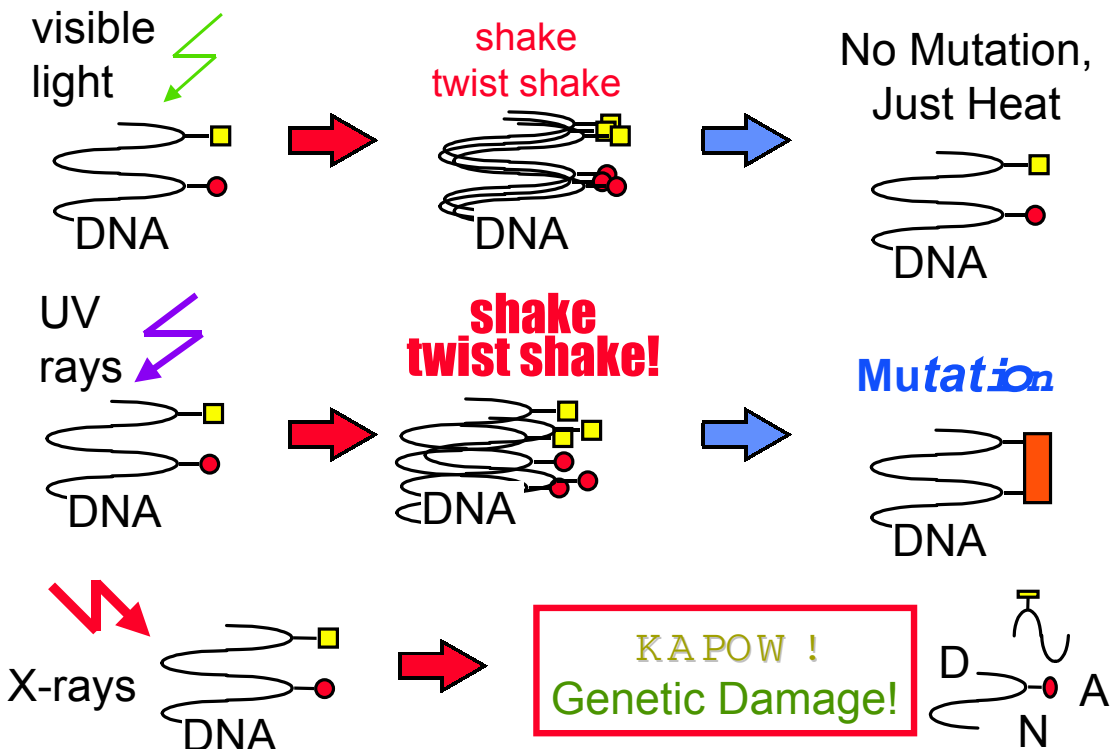 visible
light
DNA
shake
twist shake
DNA
No Mutation,
Just Heat
DNA
UV
rays
DNA
shake
twist shake!
DNA
Mutation
DNA
X-rays
DNA
KAPOW !
Genetic Damage!
D
N
A